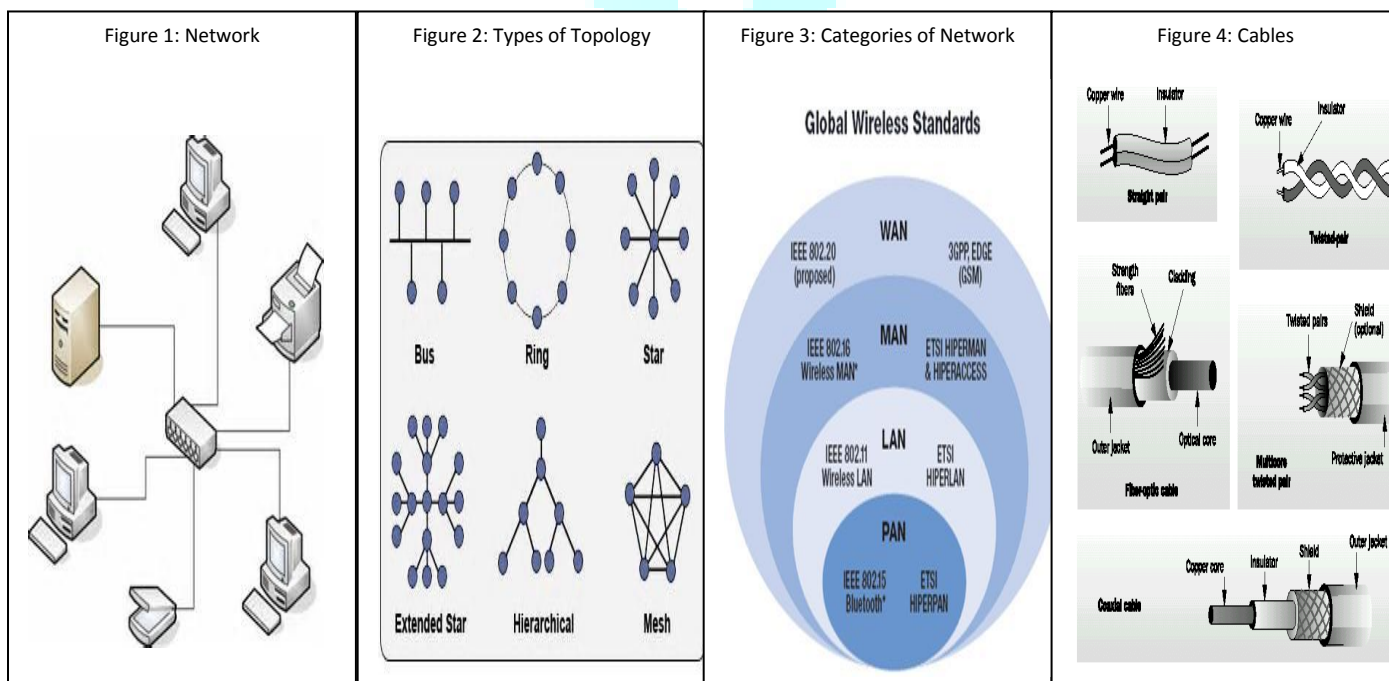 Figure 1: Network
Figure 2: Types of Topology
Bus
Ring
Star
Extended Star
Hierarchical
Mesh
Figure 3: Categories of Network
Global Wireless Standards
WAN
IEEE 802.20
(proposed)
3GPP, EDGE
(GSM)
MAN
IEEE 802.16
Wireless MAN*
ETSI HIPERMAN
& HIPERACCESS
LAN
IEEE 802.11
Wireless LAN
ETSI
HIPERLAN
PAN
IEEE 802.15
Bluetooth*
ETSI
HIPERPAN
Figure 4: Cables
Copper wire
Insulator
Straight pair
Copper wire
Insulator
Twisted-pair
Strength
fibers
Cladding
Outer jacket
Optical core
Fiber-optic cable
Twisted pairs
Shield
(optional)
Multicore
twisted pair
Protective jacket
Coaxial cable
Copper core
Insulator
Shield
Outer jacket